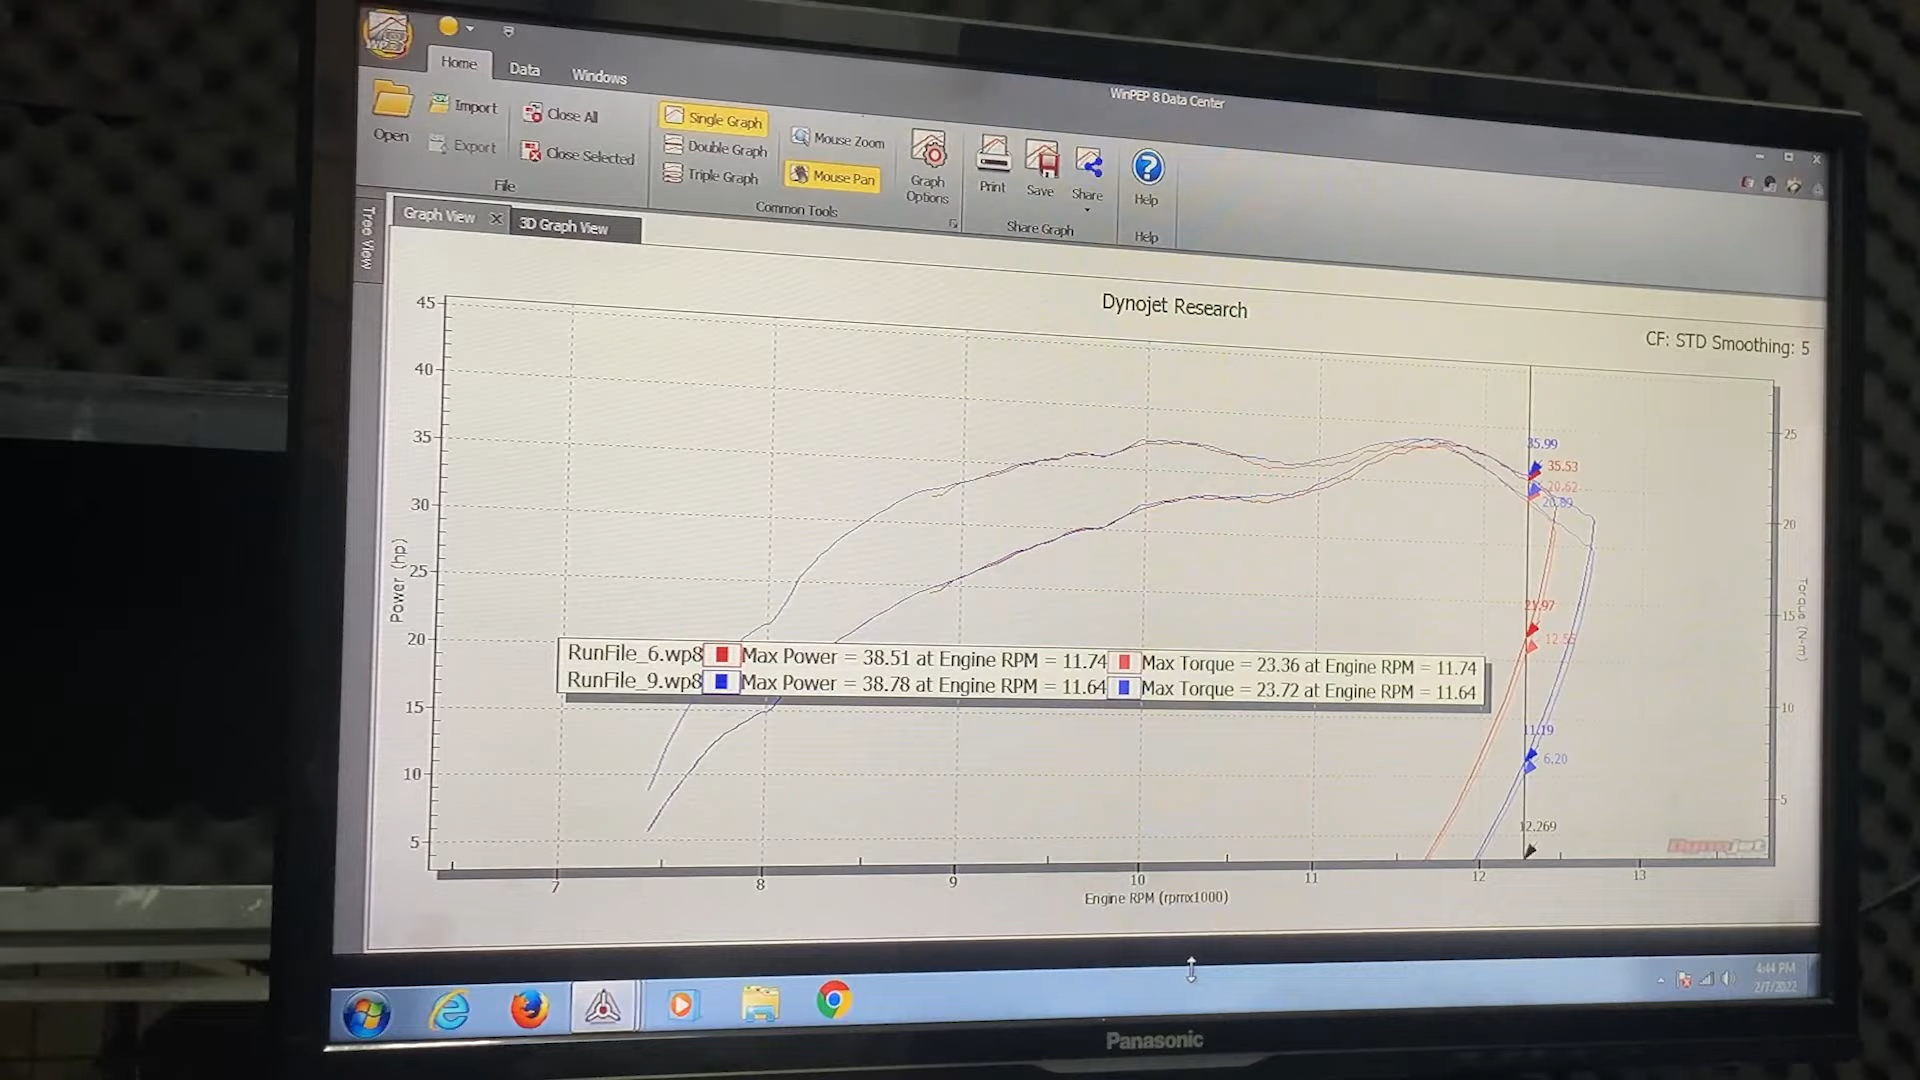 WinPEP 8 Data Center
Home
Data
Windows
Open
Import
Export
Close All
Close Selected
File
Single Graph
Double Graph
Triple Graph
Mouse Zoom
Mouse Pan
Common Tools
Graph Options
Print
Save
Share
Share Graph
Help
Help
Tree View
Graph View
3D Graph View
Dynojet Research
CF: STD Smoothing: 5
45
40
35
30
25
20
15
10
5
Power (hp)
25
20
15
10
5
Torque (N-m)
35.99
35.53
20.62
20.89
21.97
11.19
6.20
12.269
RunFile_6.wp8 Max Power = 38.51 at Engine RPM = 11.74 Max Torque = 23.36 at Engine RPM = 11.74
RunFile_9.wp8 Max Power = 38.78 at Engine RPM = 11.64 Max Torque = 23.72 at Engine RPM = 11.64
7 8 9 10 11 12 13
Engine RPM (rpmx1000)
Dynojet
4:44 PM
2/7/2022
Panasonic